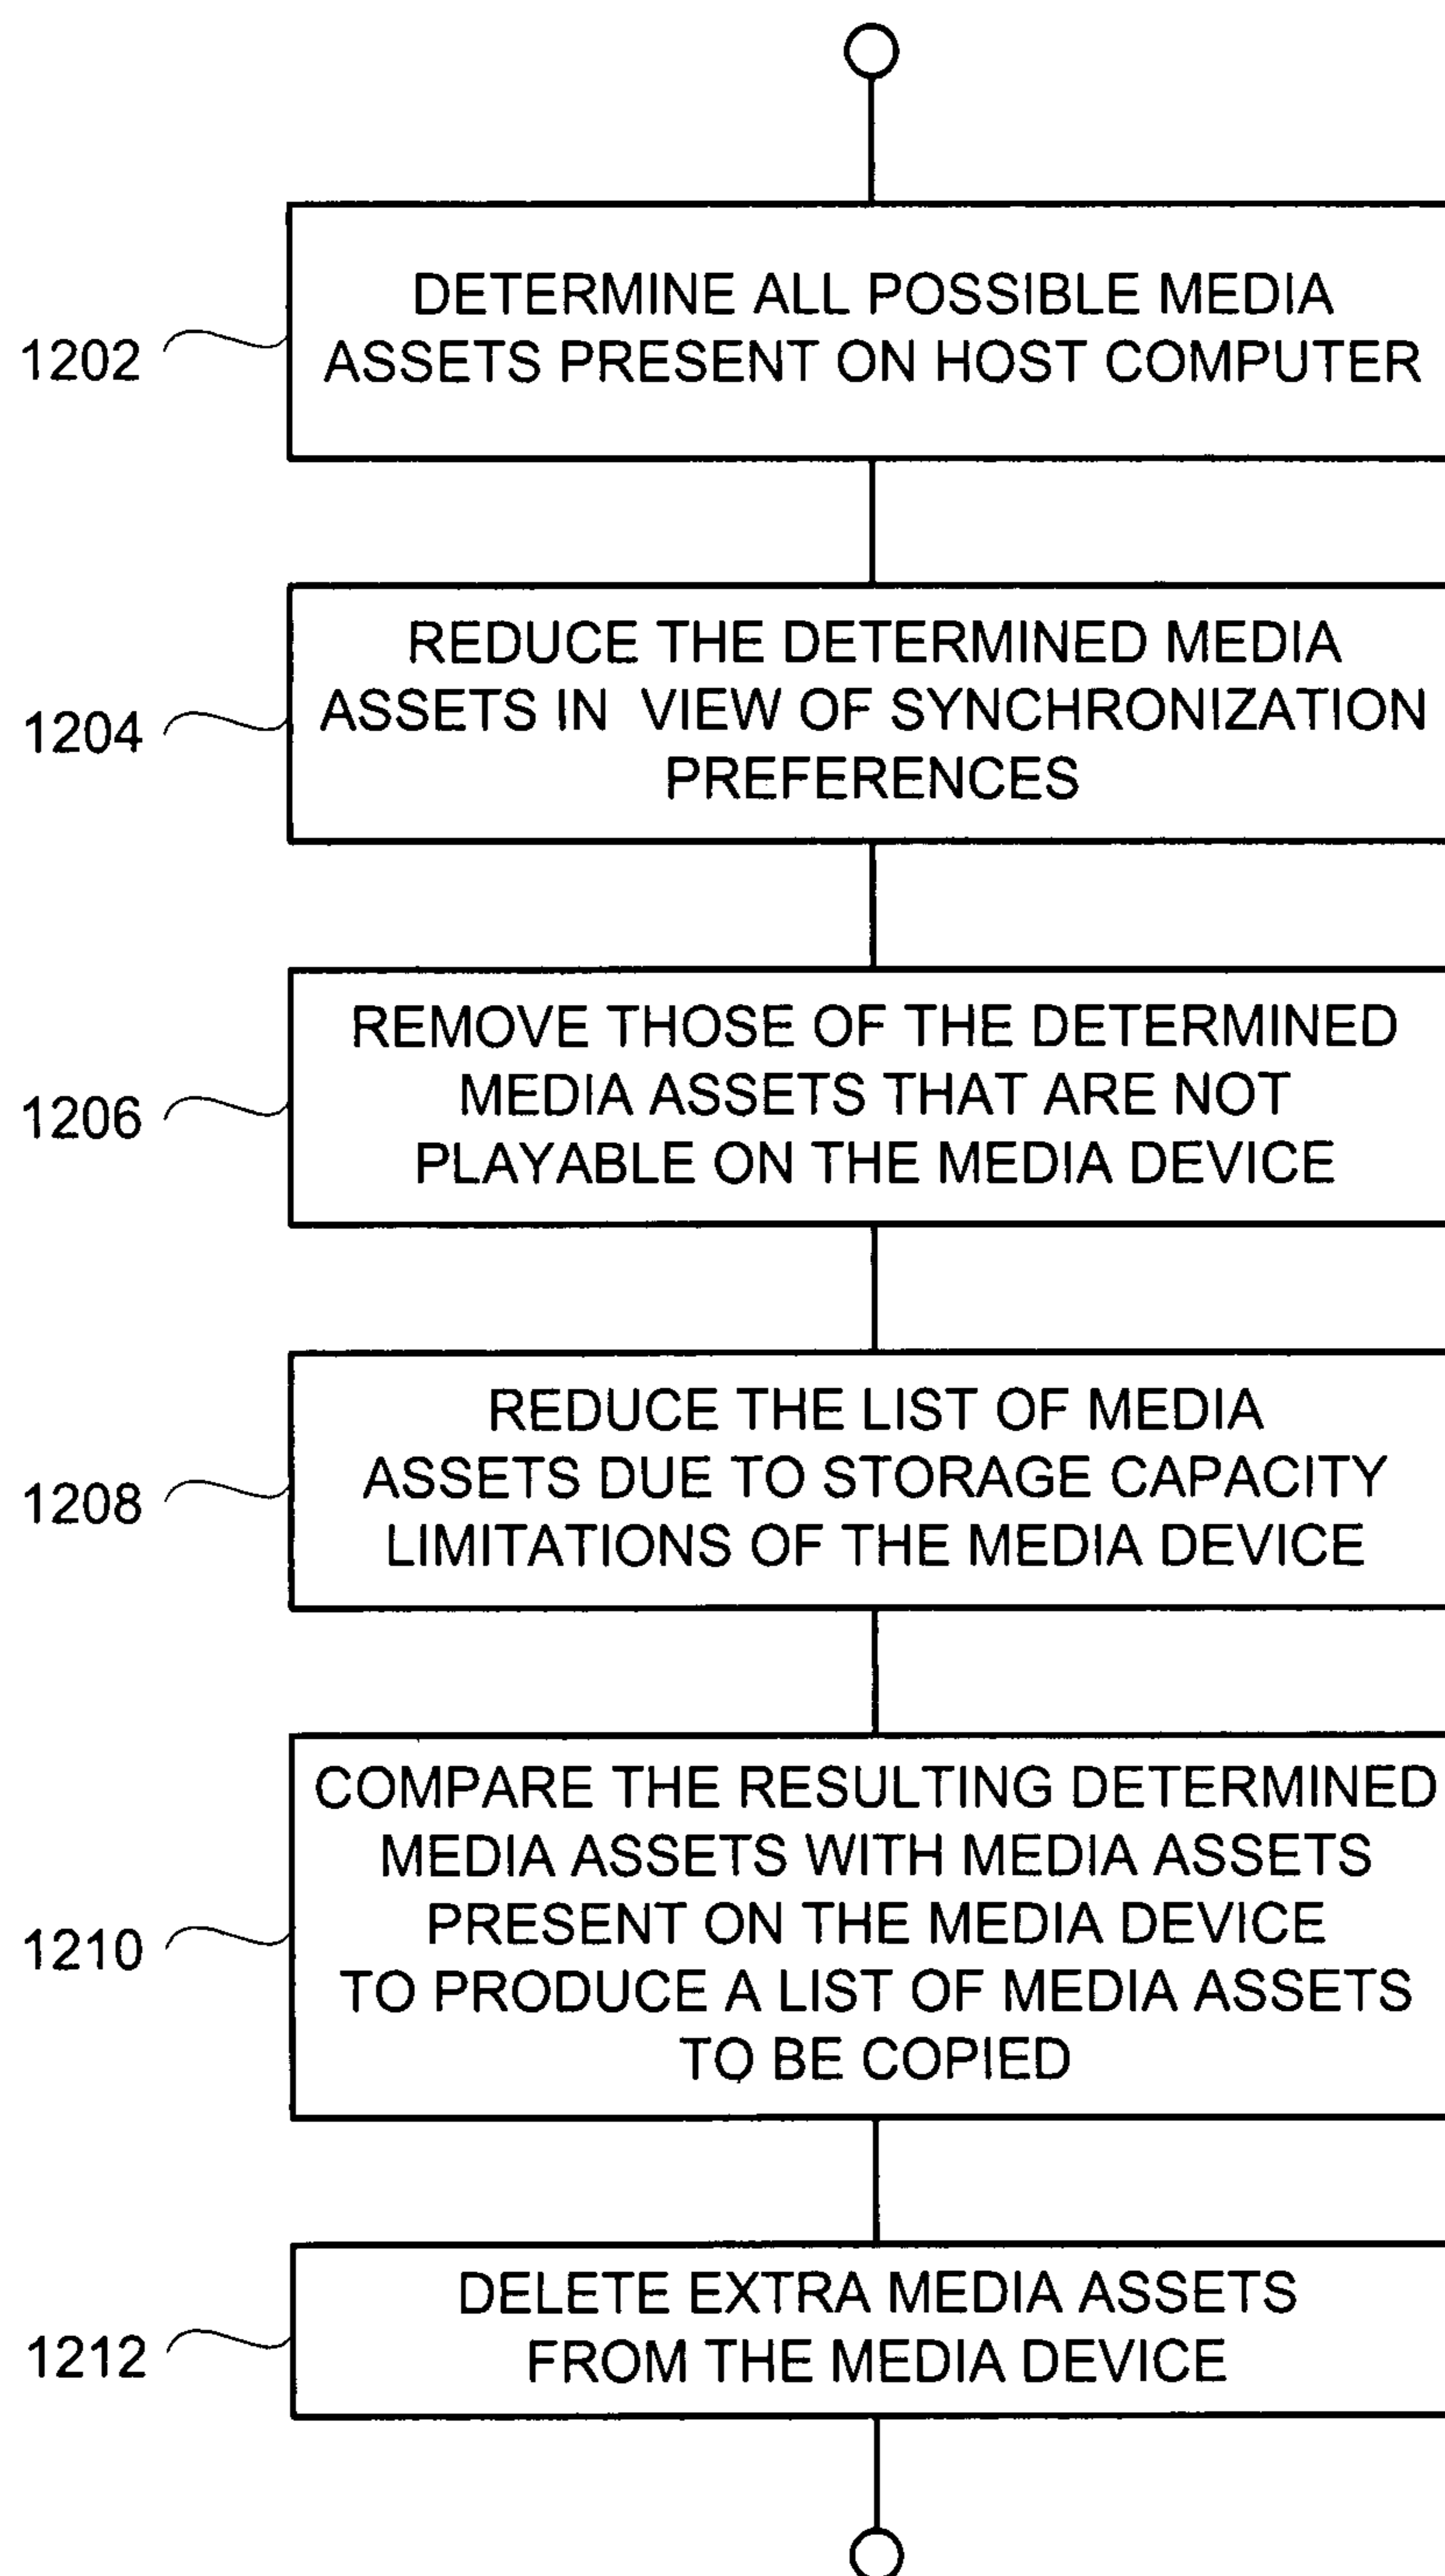 DETERMINE ALL POSSIBLE MEDIA
ASSETS PRESENT ON HOST COMPUTER
1202
REDUCE THE DETERMINED MEDIA
ASSETS IN VIEW OF SYNCHRONIZATION
PREFERENCES
1204
REMOVE THOSE OF THE DETERMINED
MEDIA ASSETS THAT ARE NOT
PLAYABLE ON THE MEDIA DEVICE
1206
REDUCE THE LIST OF MEDIA
ASSETS DUE TO STORAGE CAPACITY
LIMITATIONS OF THE MEDIA DEVICE
1208
COMPARE THE RESULTING DETERMINED
MEDIA ASSETS WITH MEDIA ASSETS
PRESENT ON THE MEDIA DEVICE
TO PRODUCE A LIST OF MEDIA ASSETS
TO BE COPIED
1210
DELETE EXTRA MEDIA ASSETS
FROM THE MEDIA DEVICE
1212